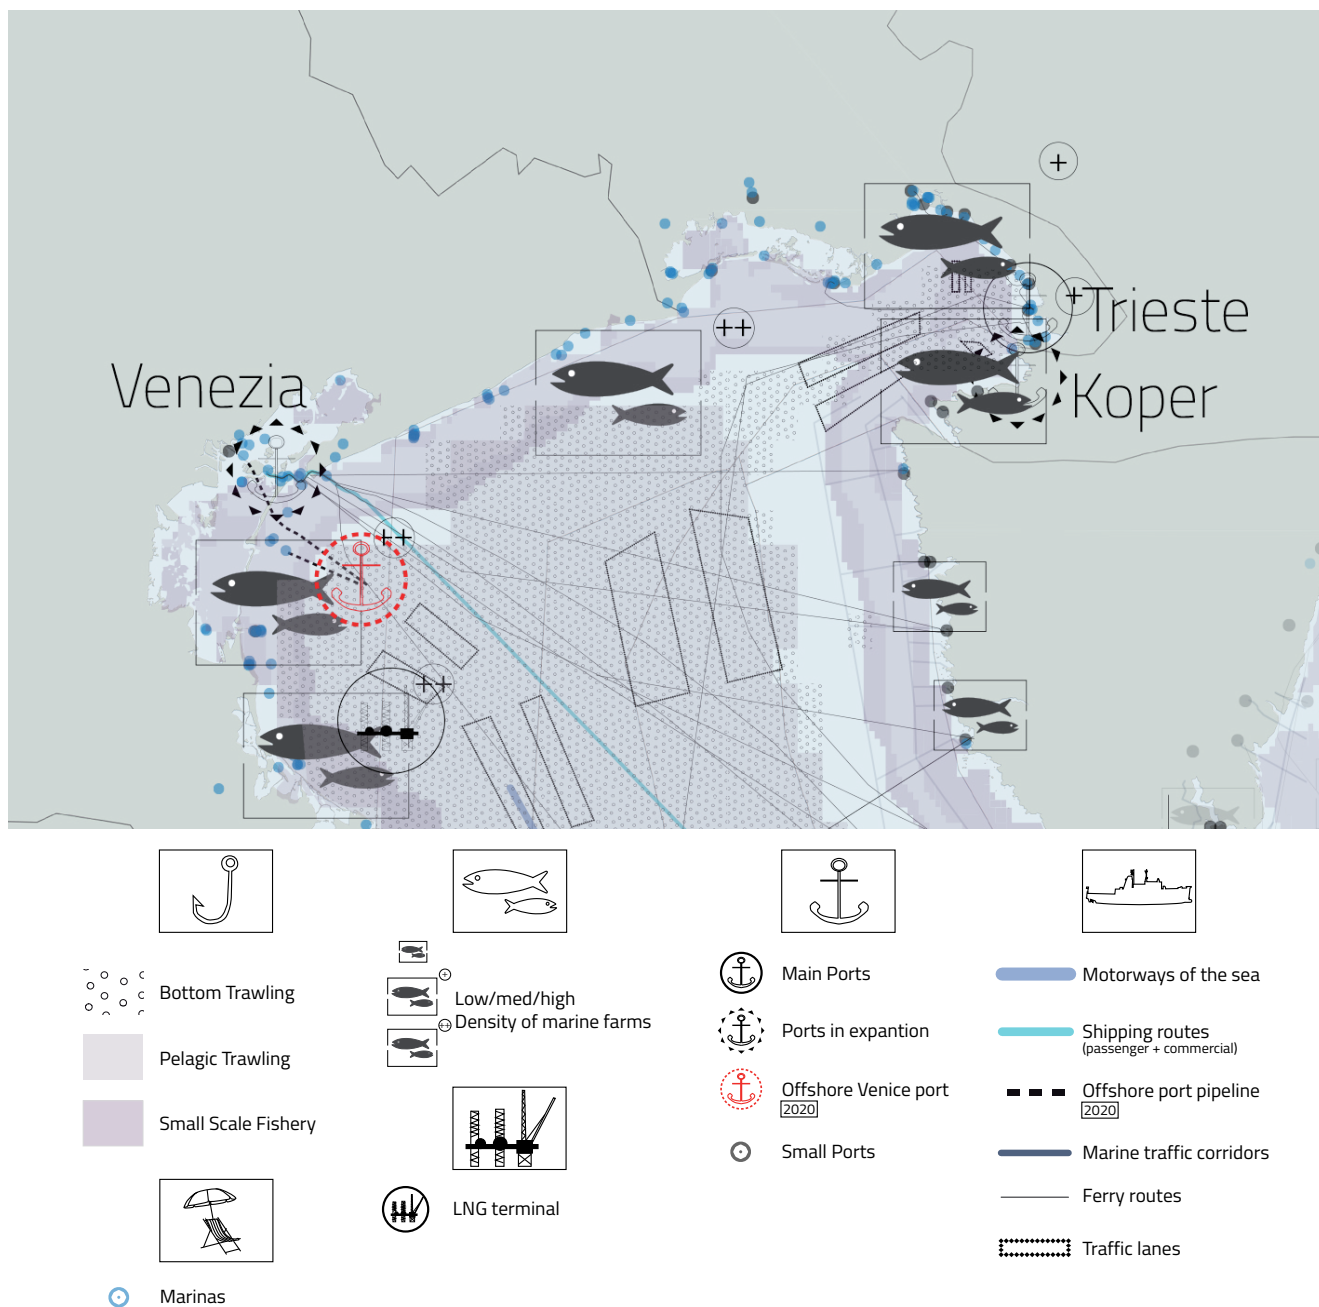 +
Trieste
++
Koper
Venezia
+
++
++
Bottom Trawling
Pelagic Trawling
Small Scale Fishery
Marinas
+
++
Low/med/high
Density of marine farms
LNG terminal
Main Ports
Ports in expantion
Offshore Venice port
2020
Small Ports
Motorways of the sea
Shipping routes
(passenger + commercial)
Offshore port pipeline
2020
Marine traffic corridors
Ferry routes
Traffic lanes